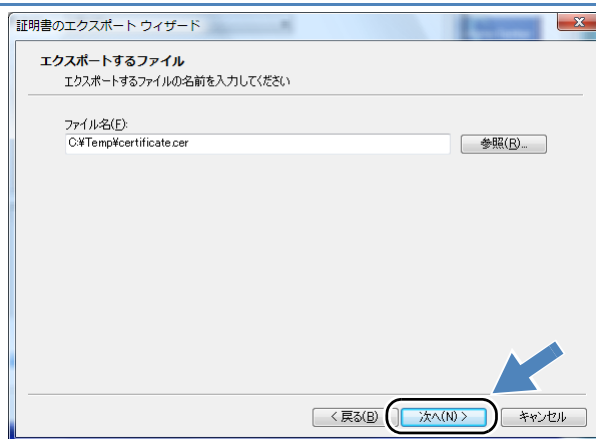 証明書のエクスポート ウィザード
エクスポートするファイル
エクスポートするファイルの名前を入力してください
ファイル名(F):
C:¥Temp¥certificate.cer
参照(R)...
< 戻る(B)
次へ(N) >
キャンセル